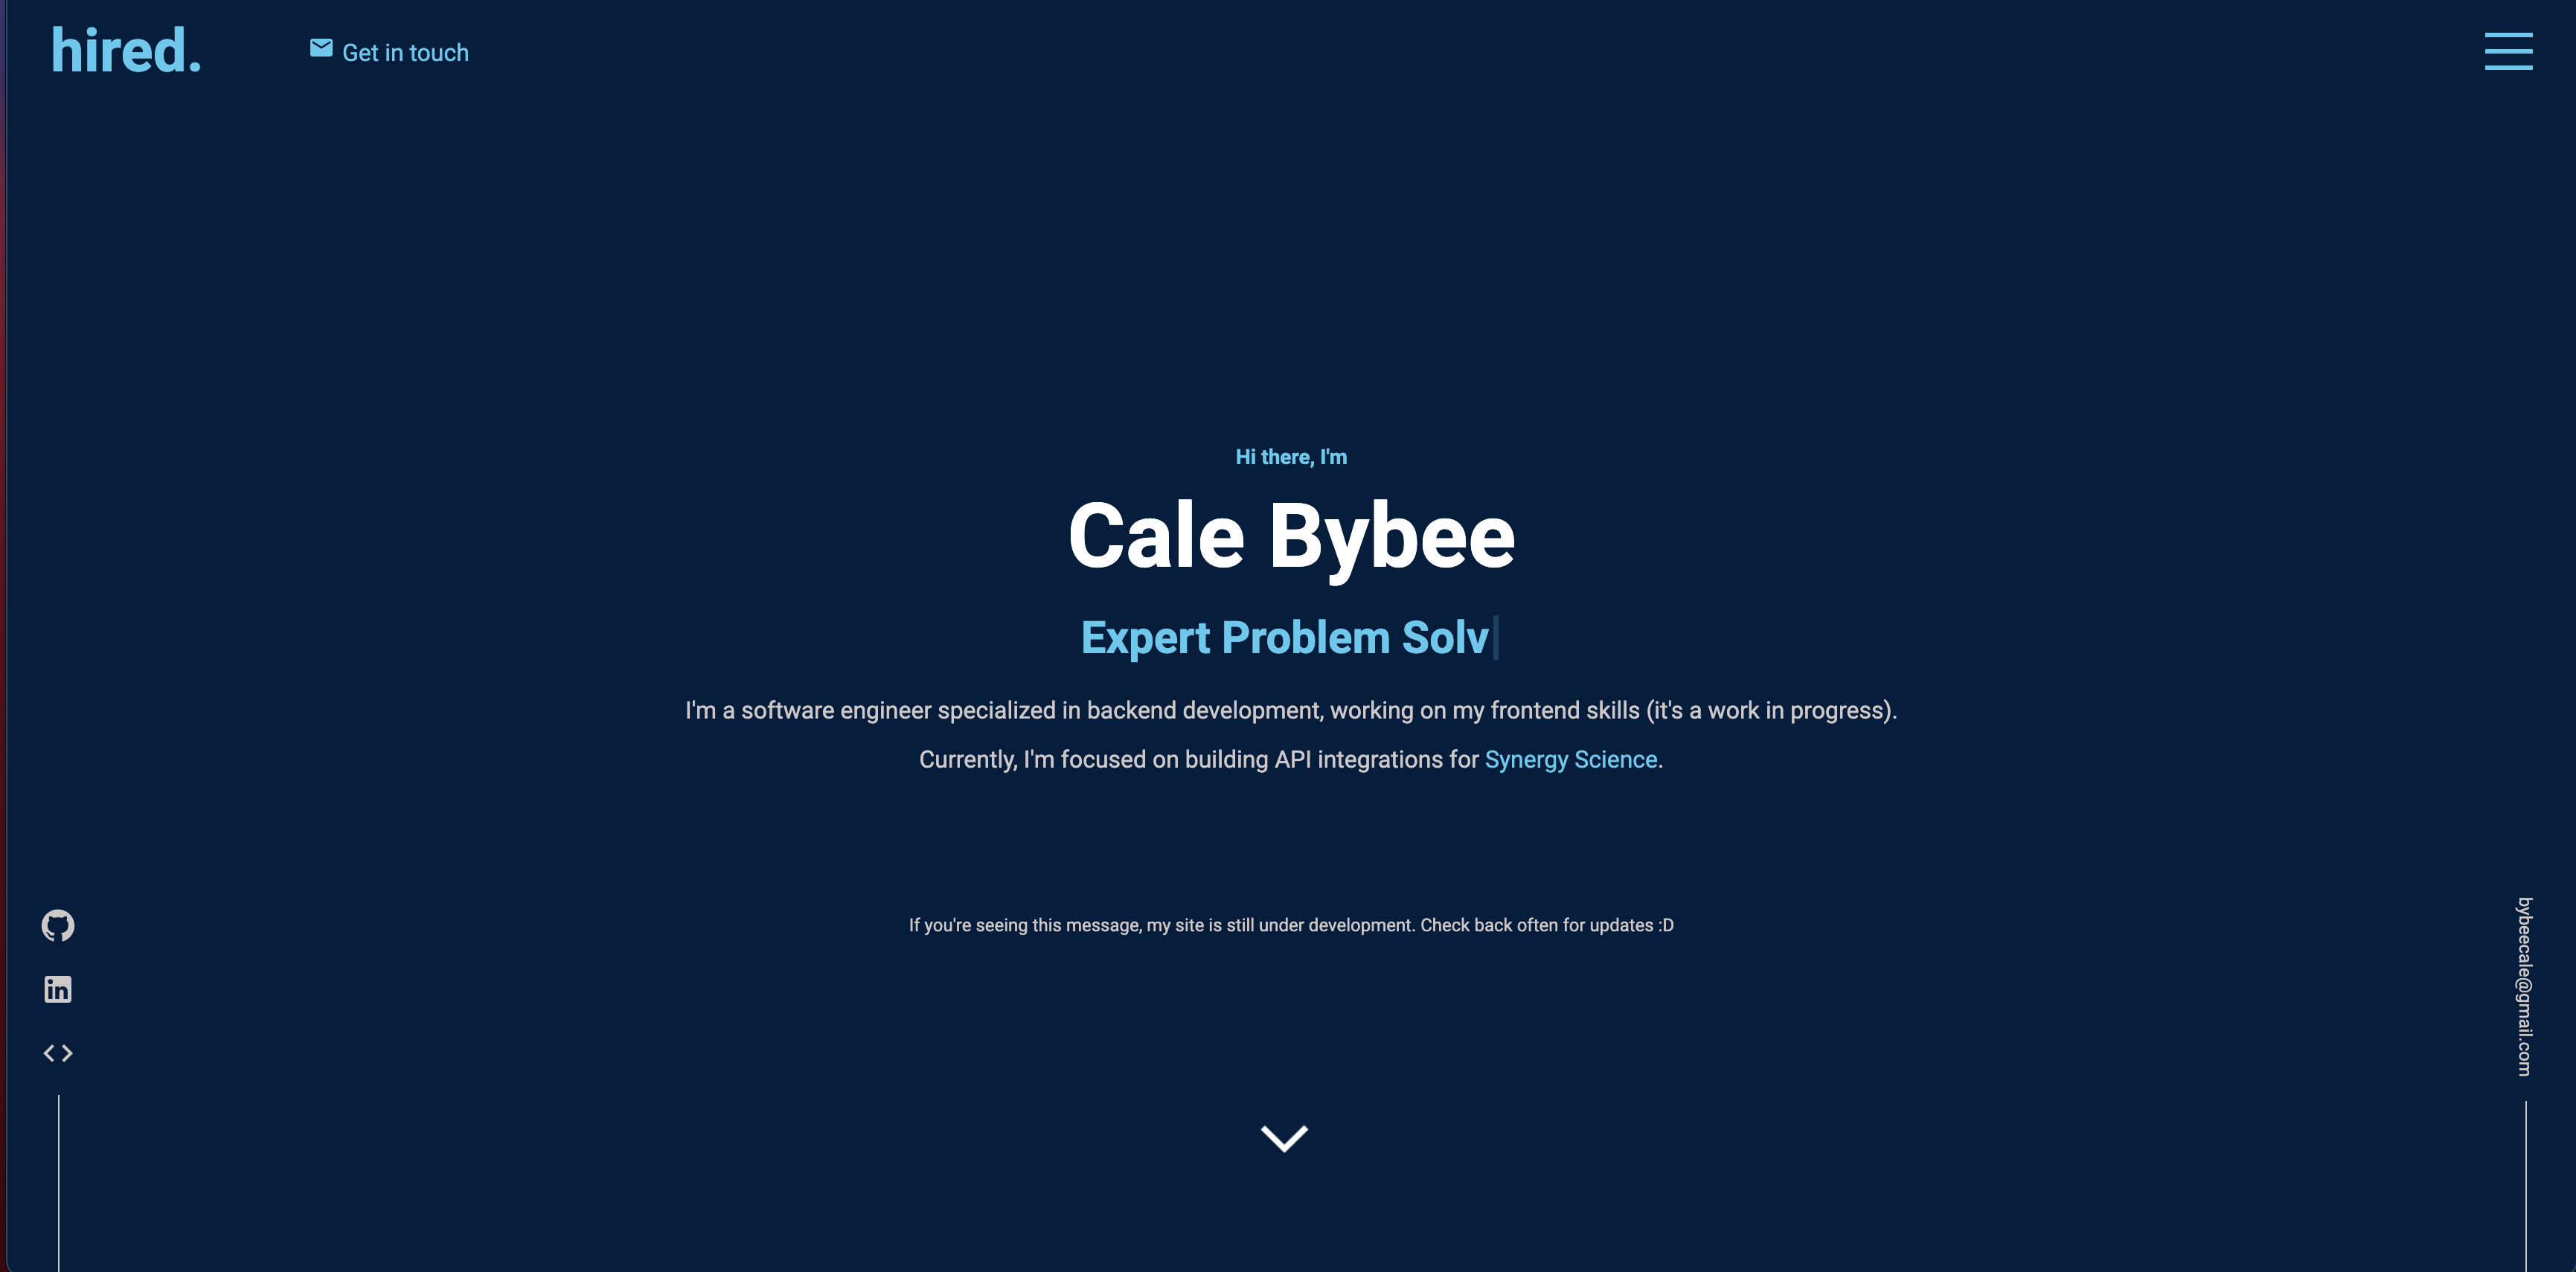 hired.
Get in touch
Hi there, I'm
Cale Bybee
Expert Problem Solv
I'm a software engineer specialized in backend development, working on my frontend skills (it's a work in progress).
Currently, I'm focused on building API integrations for Synergy Science.
If you're seeing this message, my site is still under development. Check back often for updates :D
in
bybeecale@gmail.com